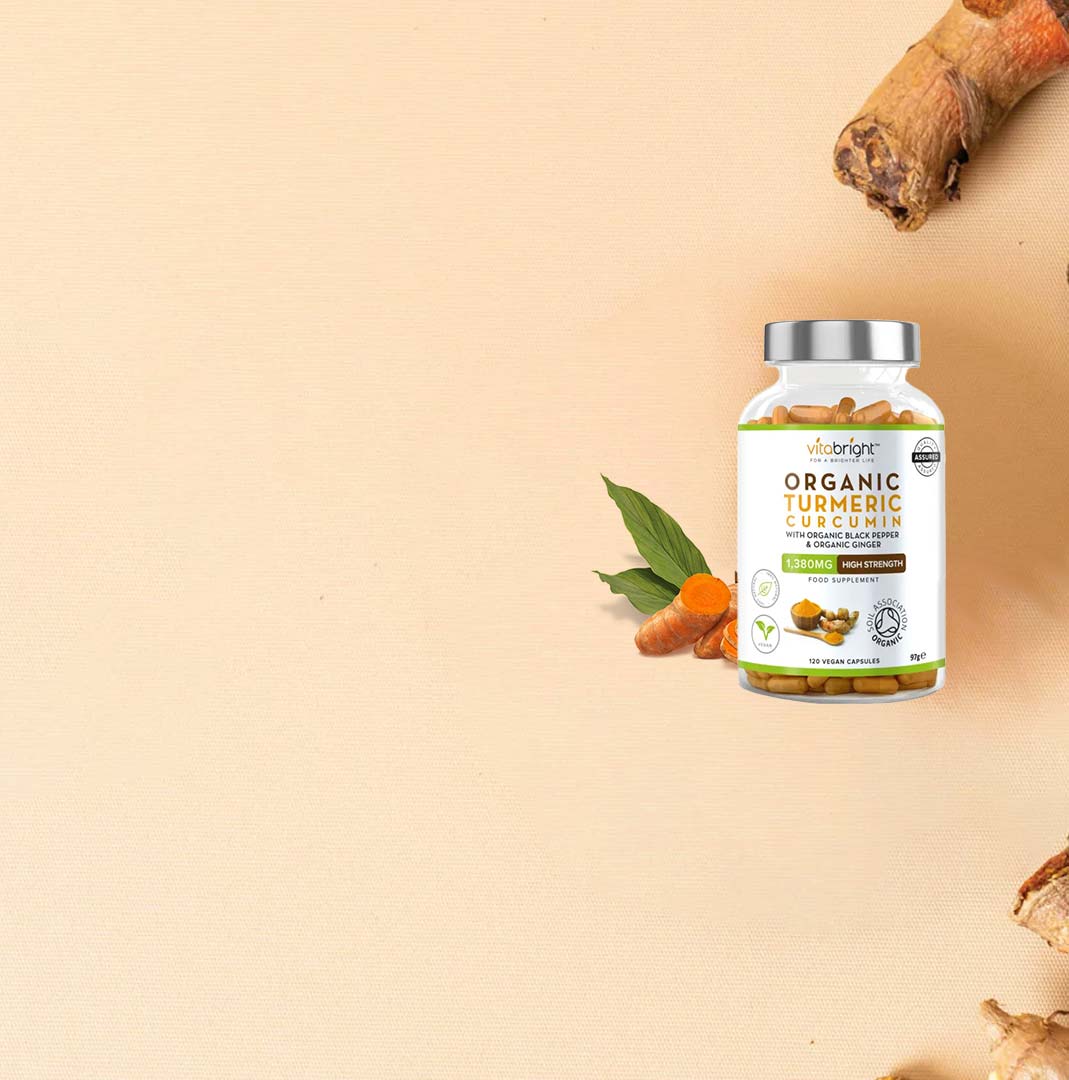 vitabright™
FOR A BRIGHTER LIFE
ASSURED
ORGANIC
TURMERIC
CURCUMIN
WITH ORGANIC BLACK PEPPER
& ORGANIC GINGER
1,380MG HIGH STRENGTH
FOOD SUPPLEMENT
SOIL ASSOCIATION
ORGANIC
VEGAN
120 VEGAN CAPSULES
97g℮